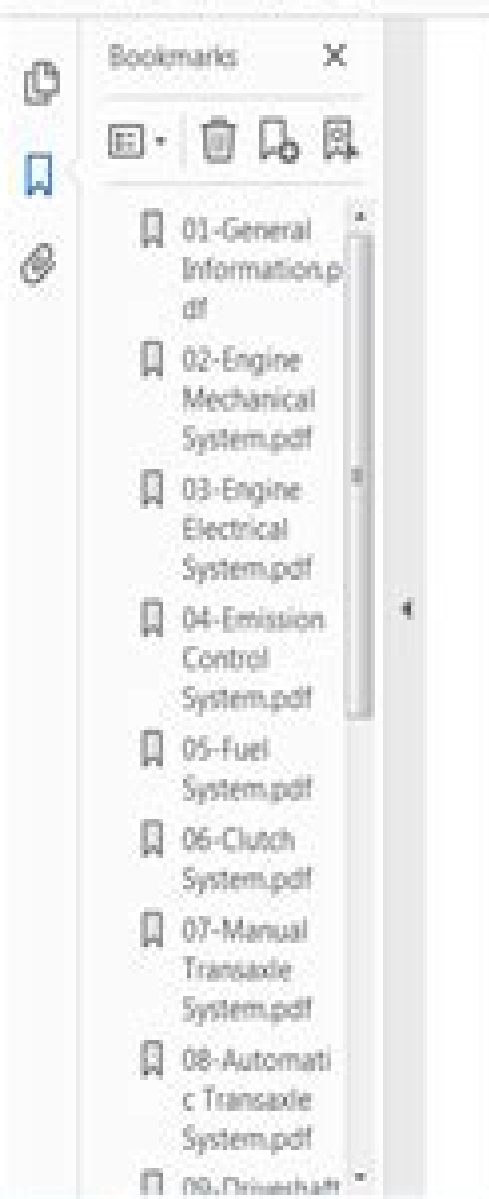 Bookmarks
01-General
Information.p
df
02-Engine
Mechanical
System.pdf
03-Engine
Electrical
System.pdf
04-Emission
Control
System.pdf
05-Fuel
System.pdf
06-Clutch
System.pdf
07-Manual
Transaxle
System.pdf
08-Automati
c Transaxle
System.pdf
09-Driveshaft